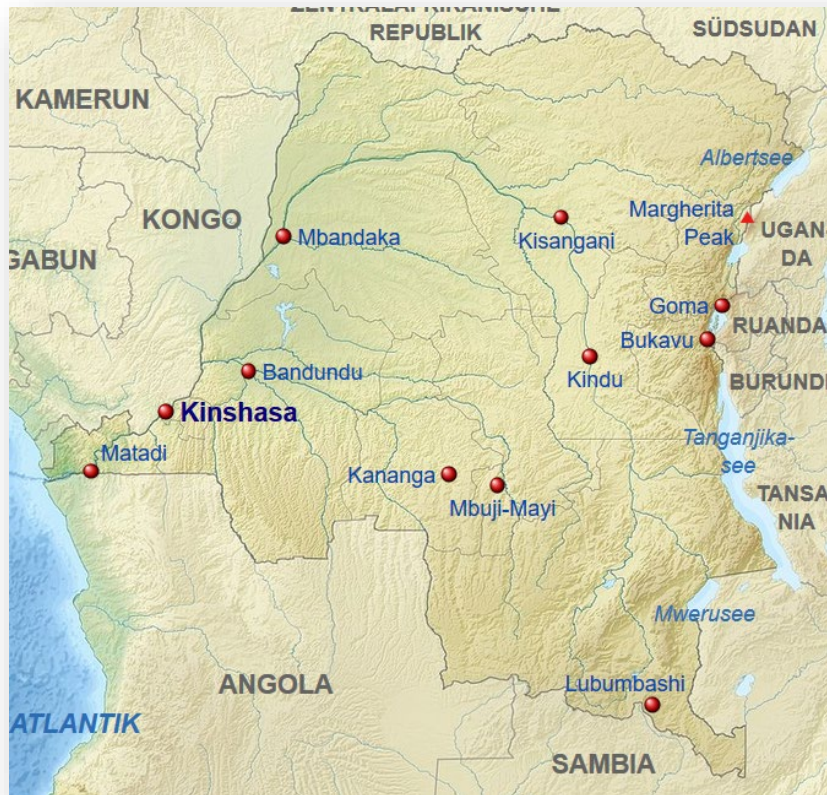 ZENTRALAFRIKANISCHE
REPUBLIK
SÜDSUDAN
KAMERUN
Albertsee
Margherita
Peak
KONGO
Mbandaka
Kisangani
UGAN-
DA
GABUN
Goma
RUANDA
Bukavu
Bandundu
Kindu
BURUNDI
Kinshasa
Matadi
Tanganjika-
see
Kananga
Mbuji-Mayi
TANSA
NIA
Mwerusee
ANGOLA
Lubumbashi
ATLANTIK
SAMBIA